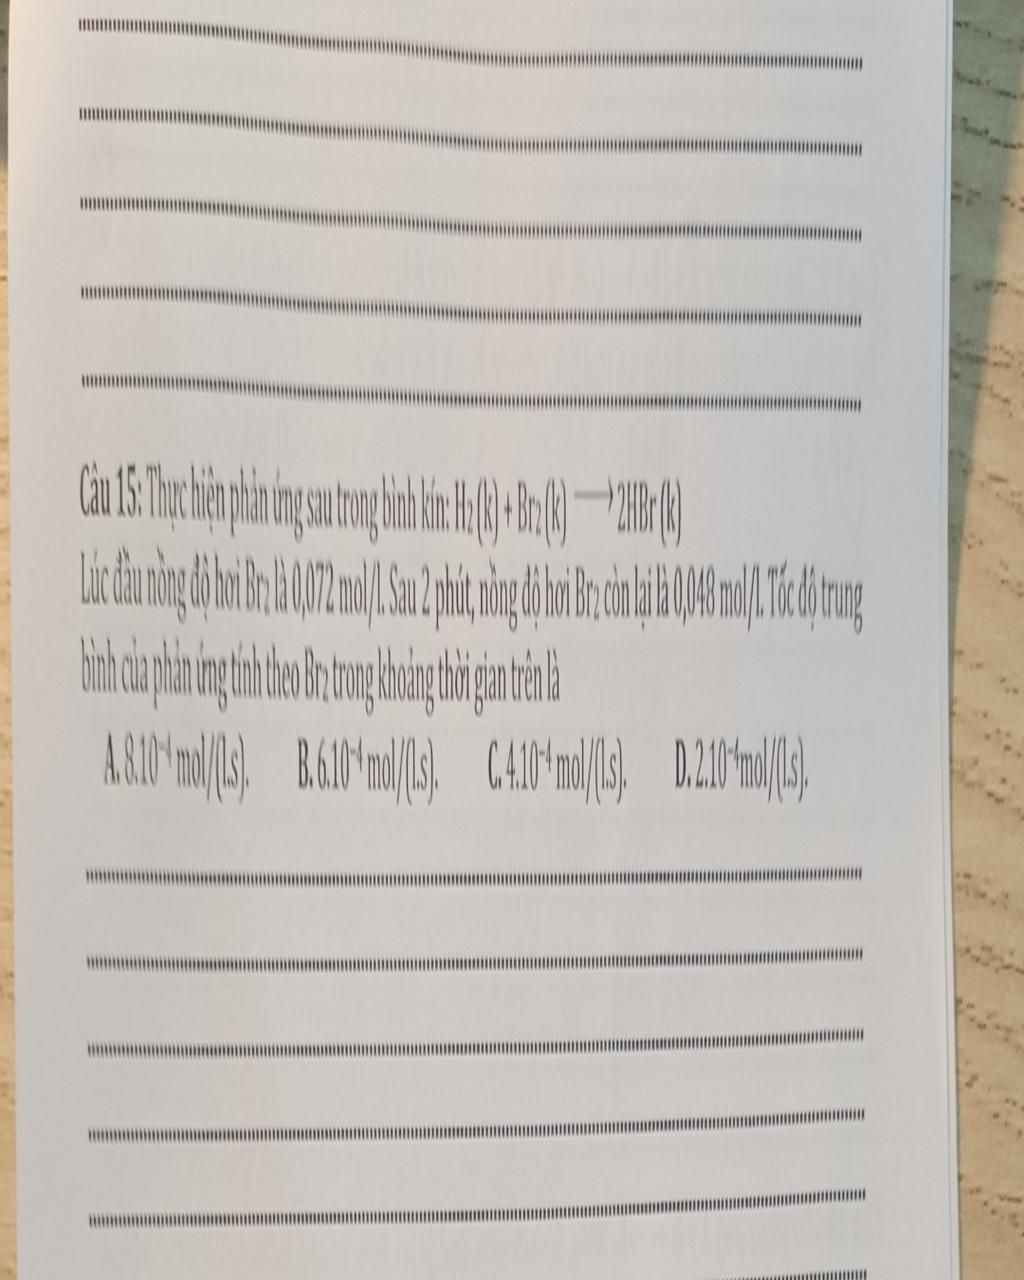 Câu 15: Thực hiện phản ứng sau trong bình kín: H₂ (k) + Br₂ (k) ⟶ 2HBr (k)
Lúc đầu nồng độ hơi Br₂ là 0,072 mol/l. Sau 2 phút, nồng độ hơi Br₂ còn lại là 0,048 mol/l. Tốc độ trung
bình của phản ứng tính theo Br₂ trong khoảng thời gian trên là
A. 8.10⁻⁴ mol/(l.s). B. 6.10⁻⁴ mol/(l.s). C. 4.10⁻⁴ mol/(l.s). D. 2.10⁻⁴mol/(l.s).